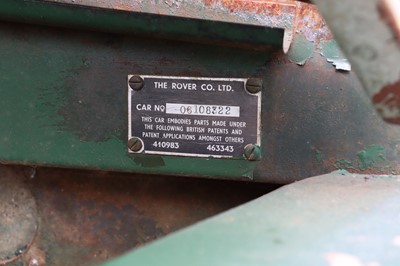 THE ROVER CO. LTD.
CAR No 06108322
THIS CAR EMBODIES PARTS MADE UNDER
THE FOLLOWING BRITISH PATENTS AND
PATENT APPLICATIONS AMONGST OTHERS
410983 463343